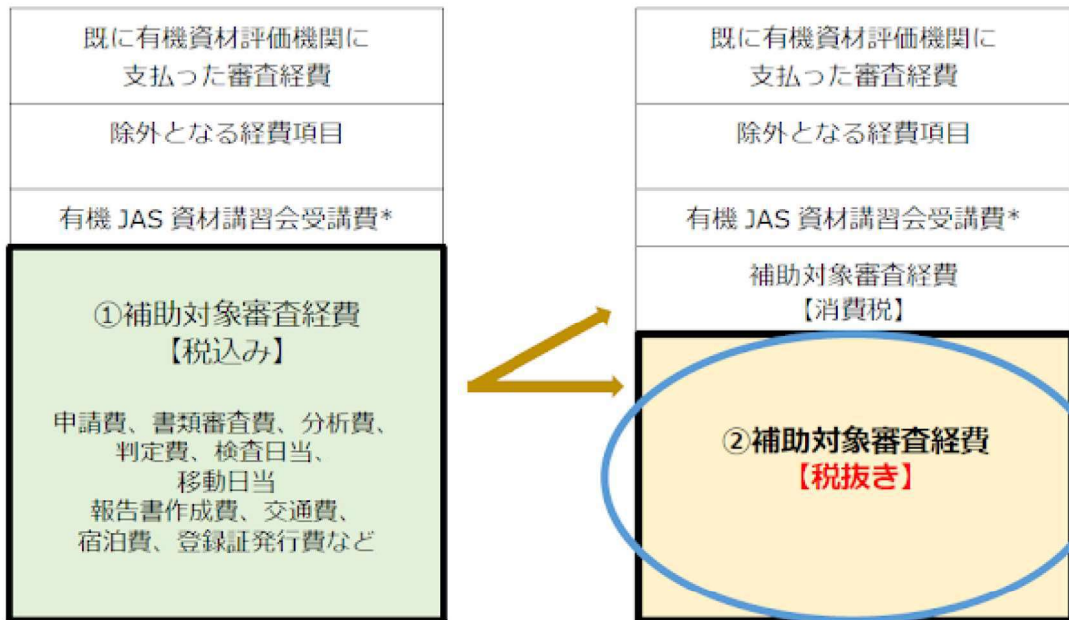 既に有機資材評価機関に
支払った審査経費
除外となる経費項目
有機 JAS 資材講習会受講費*
①補助対象審査経費
【税込み】
申請費、書類審査費、分析費、
判定費、検査日当、
移動日当
報告書作成費、交通費、
宿泊費、登録証発行費など
既に有機資材評価機関に
支払った審査経費
除外となる経費項目
有機 JAS 資材講習会受講費*
補助対象審査経費
【消費税】
②補助対象審査経費
【税抜き】